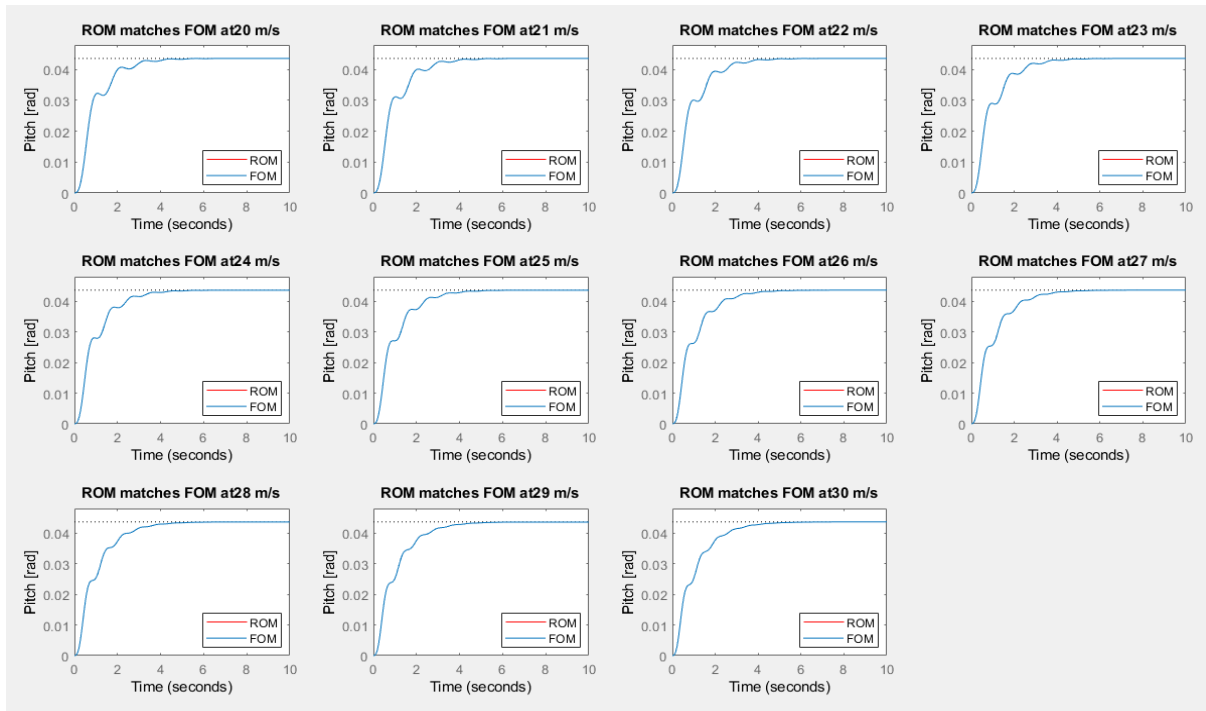 ROM matches FOM at20 m/s
Pitch [rad]
0.04
0.03
0.02
0.01
0
ROM
FOM
0 2 4 6 8 10
Time (seconds)
ROM matches FOM at21 m/s
Pitch [rad]
0.04
0.03
0.02
0.01
0
ROM
FOM
0 2 4 6 8 10
Time (seconds)
ROM matches FOM at22 m/s
Pitch [rad]
0.04
0.03
0.02
0.01
0
ROM
FOM
0 2 4 6 8 10
Time (seconds)
ROM matches FOM at23 m/s
Pitch [rad]
0.04
0.03
0.02
0.01
0
ROM
FOM
0 2 4 6 8 10
Time (seconds)
ROM matches FOM at24 m/s
Pitch [rad]
0.04
0.03
0.02
0.01
0
ROM
FOM
0 2 4 6 8 10
Time (seconds)
ROM matches FOM at25 m/s
Pitch [rad]
0.04
0.03
0.02
0.01
0
ROM
FOM
0 2 4 6 8 10
Time (seconds)
ROM matches FOM at26 m/s
Pitch [rad]
0.04
0.03
0.02
0.01
0
ROM
FOM
0 2 4 6 8 10
Time (seconds)
ROM matches FOM at27 m/s
Pitch [rad]
0.04
0.03
0.02
0.01
0
ROM
FOM
0 2 4 6 8 10
Time (seconds)
ROM matches FOM at28 m/s
Pitch [rad]
0.04
0.03
0.02
0.01
0
ROM
FOM
0 2 4 6 8 10
Time (seconds)
ROM matches FOM at29 m/s
Pitch [rad]
0.04
0.03
0.02
0.01
0
ROM
FOM
0 2 4 6 8 10
Time (seconds)
ROM matches FOM at30 m/s
Pitch [rad]
0.04
0.03
0.02
0.01
0
ROM
FOM
0 2 4 6 8 10
Time (seconds)